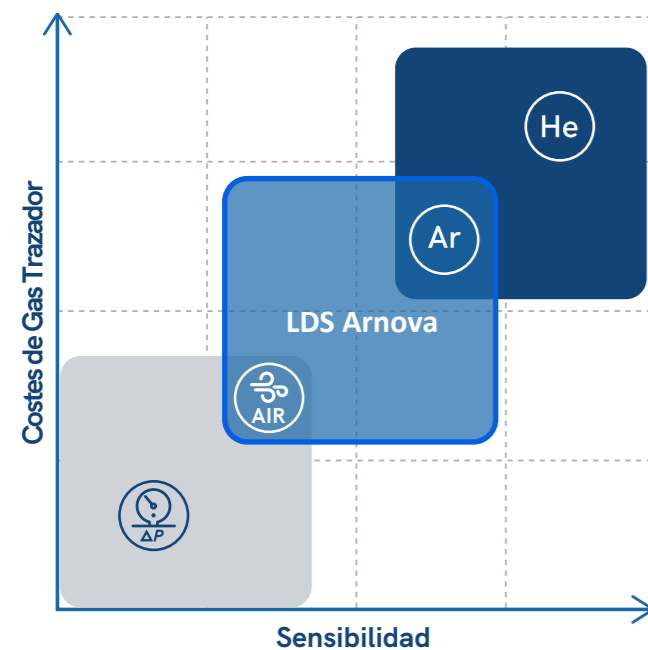 Costes de Gas Trazador
He
Ar
LDS Arnova
AIR
ΔP
Sensibilidad